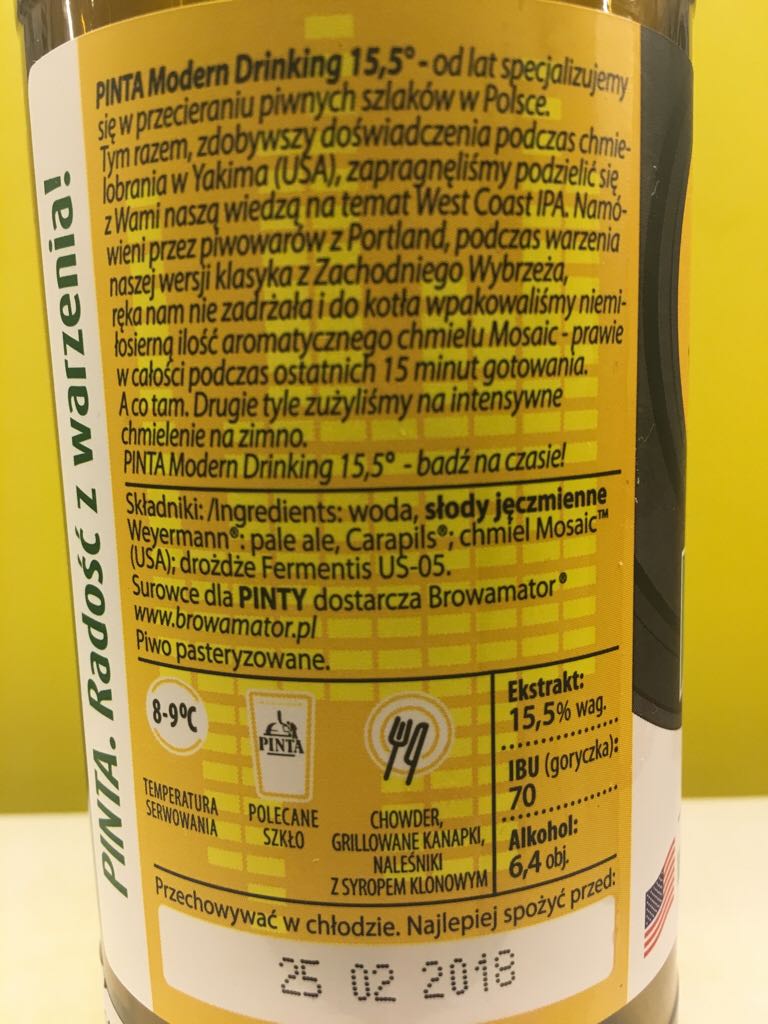 PINTA. Radość z warzenia!
PINTA Modern Drinking 15,5° - od lat specjalizujemy
się w przecieraniu piwnych szlaków w Polsce.
Tym razem, zdobywszy doświadczenia podczas chmie-
lobrania w Yakima (USA), zapragnęliśmy podzielić się
z Wami naszą wiedzą na temat West Coast IPA. Namó-
wieni przez piwowarów z Portland, podczas warzenia
naszej wersji klasyka z Zachodniego Wybrzeża,
ręka nam nie zadrżała i do kotła wpakowaliśmy niemi-
łosierną ilość aromatycznego chmielu Mosaic - prawie
w całości podczas ostatnich 15 minut gotowania.
A co tam. Drugie tyle zużyliśmy na intensywne
chmielenie na zimno.
PINTA Modern Drinking 15,5° - badź na czasie!
Składniki: /Ingredients: woda, słody jęczmienne
Weyermann®: pale ale, Carapils®; chmiel Mosaic™
(USA); drożdże Fermentis US-05.
Surowce dla PINTY dostarcza Browamator®
www.browamator.pl
Piwo pasteryzowane.
8-9°C
TEMPERATURA
SERWOWANIA
PINTA
POLECANE
SZKŁO
CHOWDER,
GRILLOWANE KANAPKI,
NALEŚNIKI
Z SYROPEM KLONOWYM
Ekstrakt:
15,5% wag.
IBU (goryczka):
70
Alkohol:
6,4 obj.
Przechowywać w chłodzie. Najlepiej spożyć przed:
25 02 2018